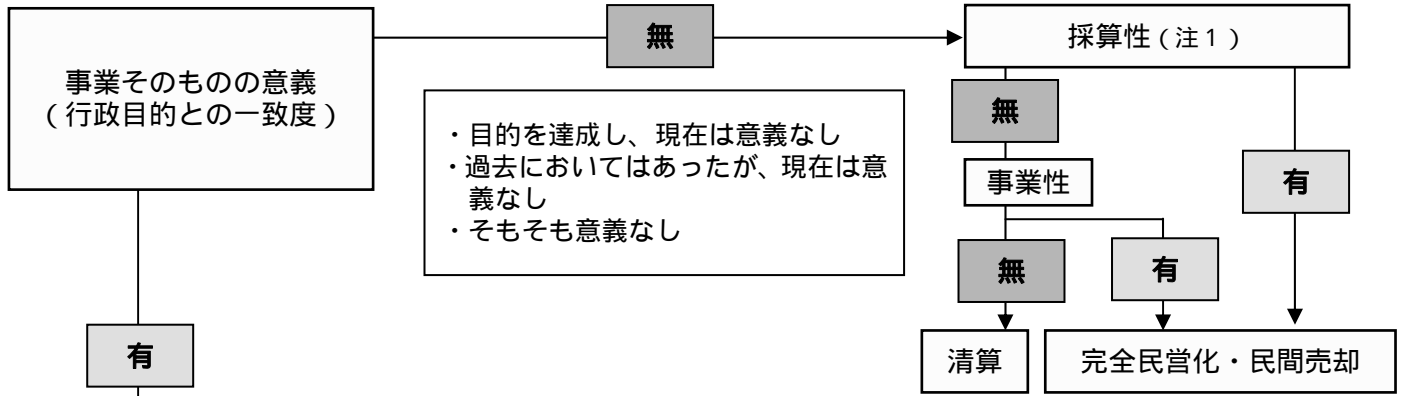 無
採算性（注１）
事業そのものの意義
（行政目的との一致度）
・目的を達成し、現在は意義なし
・過去においてはあったが、現在は意
義なし
・そもそも意義なし
無
事業性
有
無
有
有
清算
完全民営化・民間売却